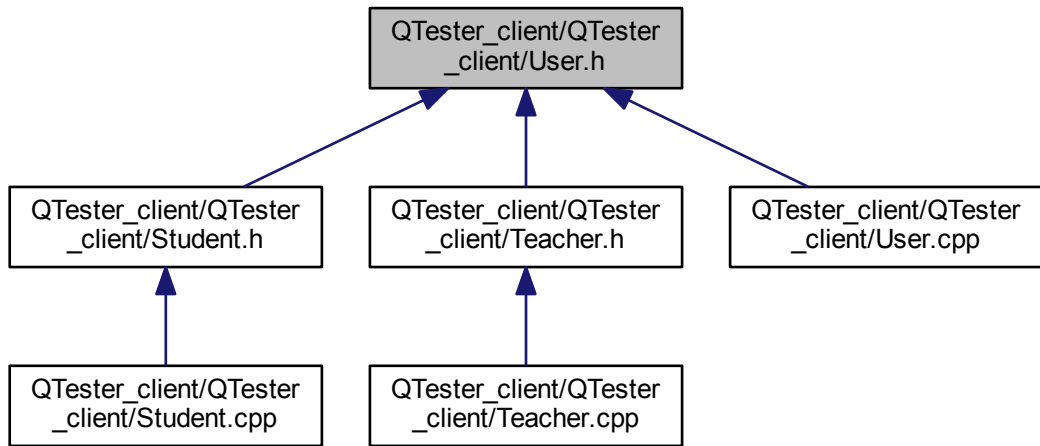 QTester_client/QTester
_client/User.h
QTester_client/QTester
_client/Student.h
QTester_client/QTester
_client/Teacher.h
QTester_client/QTester
_client/User.cpp
QTester_client/QTester
_client/Student.cpp
QTester_client/QTester
_client/Teacher.cpp